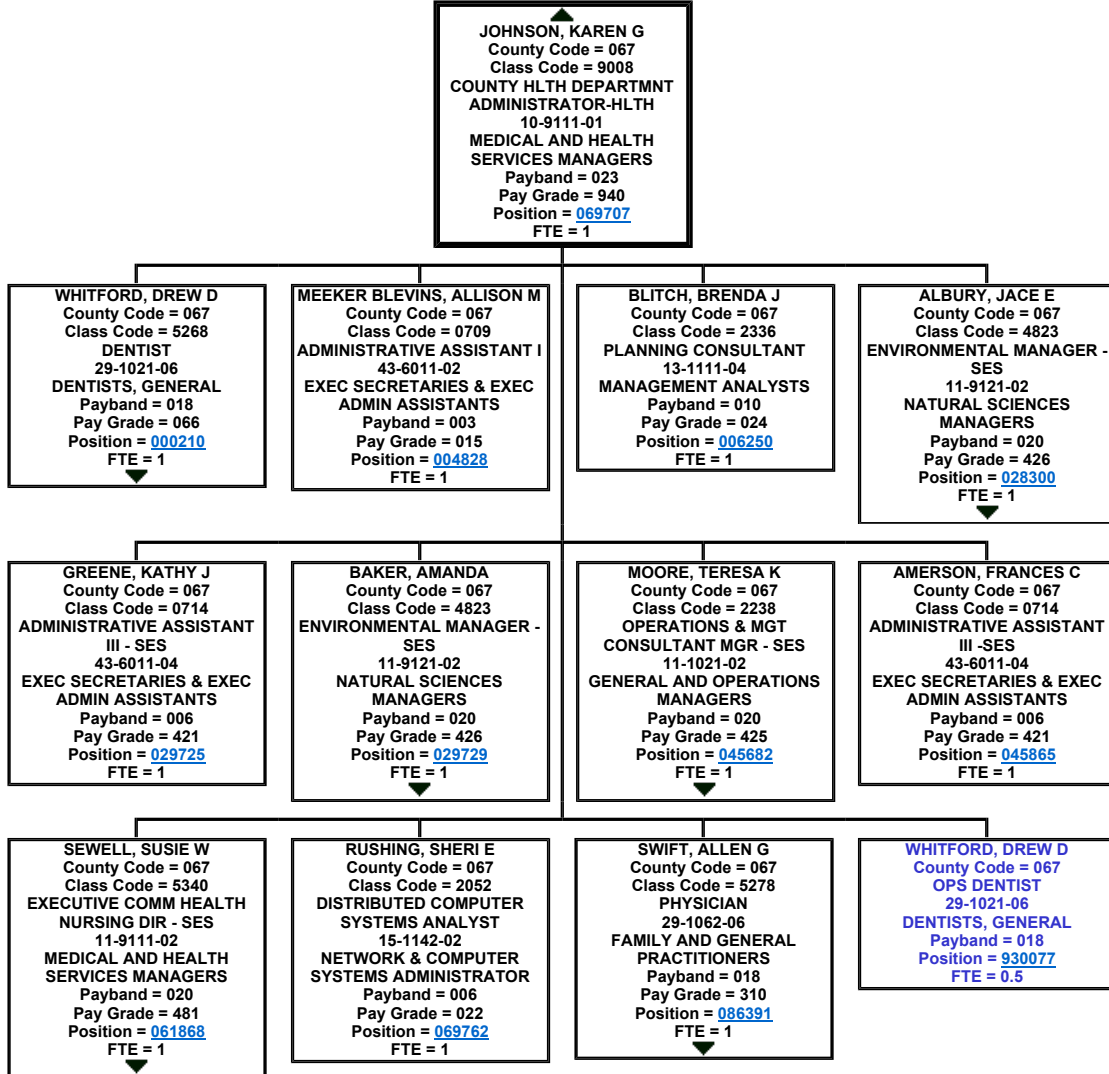 JOHNSON, KAREN G
County Code = 067
Class Code = 9008
COUNTY HLTH DEPARTMNT
ADMINISTRATOR-HLTH
10-9111-01
MEDICAL AND HEALTH
SERVICES MANAGERS
Payband = 023
Pay Grade = 940
Position = 069707
FTE = 1
WHITFORD, DREW D
County Code = 067
Class Code = 5268
DENTIST
29-1021-06
DENTISTS, GENERAL
Payband = 018
Pay Grade = 066
Position = 000210
FTE = 1
MEEKER BLEVINS, ALLISON M
County Code = 067
Class Code = 0709
ADMINISTRATIVE ASSISTANT I
43-6011-02
EXEC SECRETARIES & EXEC
ADMIN ASSISTANTS
Payband = 003
Pay Grade = 015
Position = 004828
FTE = 1
BLITCH, BRENDA J
County Code = 067
Class Code = 2336
PLANNING CONSULTANT
13-1111-04
MANAGEMENT ANALYSTS
Payband = 010
Pay Grade = 024
Position = 006250
FTE = 1
ALBURY, JACE E
County Code = 067
Class Code = 4823
ENVIRONMENTAL MANAGER -
SES
11-9121-02
NATURAL SCIENCES
MANAGERS
Payband = 020
Pay Grade = 426
Position = 028300
FTE = 1
GREENE, KATHY J
County Code = 067
Class Code = 0714
ADMINISTRATIVE ASSISTANT
III - SES
43-6011-04
EXEC SECRETARIES & EXEC
ADMIN ASSISTANTS
Payband = 006
Pay Grade = 421
Position = 029725
FTE = 1
BAKER, AMANDA
County Code = 067
Class Code = 4823
ENVIRONMENTAL MANAGER -
SES
11-9121-02
NATURAL SCIENCES
MANAGERS
Payband = 020
Pay Grade = 426
Position = 029729
FTE = 1
MOORE, TERESA K
County Code = 067
Class Code = 2238
OPERATIONS & MGT
CONSULTANT MGR - SES
11-1021-02
GENERAL AND OPERATIONS
MANAGERS
Payband = 020
Pay Grade = 425
Position = 045682
FTE = 1
AMERSON, FRANCES C
County Code = 067
Class Code = 0714
ADMINISTRATIVE ASSISTANT
III -SES
43-6011-04
EXEC SECRETARIES & EXEC
ADMIN ASSISTANTS
Payband = 006
Pay Grade = 421
Position = 045865
FTE = 1
SEWELL, SUSIE W
County Code = 067
Class Code = 5340
EXECUTIVE COMM HEALTH
NURSING DIR - SES
11-9111-02
MEDICAL AND HEALTH
SERVICES MANAGERS
Payband = 020
Pay Grade = 481
Position = 061868
FTE = 1
RUSHING, SHERI E
County Code = 067
Class Code = 2052
DISTRIBUTED COMPUTER
SYSTEMS ANALYST
15-1142-02
NETWORK & COMPUTER
SYSTEMS ADMINISTRATOR
Payband = 006
Pay Grade = 022
Position = 069762
FTE = 1
SWIFT, ALLEN G
County Code = 067
Class Code = 5278
PHYSICIAN
29-1062-06
FAMILY AND GENERAL
PRACTITIONERS
Payband = 018
Pay Grade = 310
Position = 086391
FTE = 1
WHITFORD, DREW D
County Code = 067
OPS DENTIST
29-1021-06
DENTISTS, GENERAL
Payband = 018
Position = 930077
FTE = 0.5